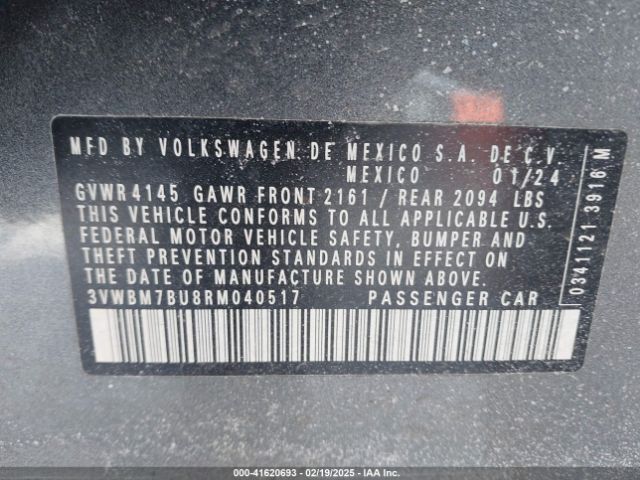 MFD BY VOLKSWAGEN DE MEXICO S.A. DE C.V.
MEXICO 01/24
GVWR 4145 GAWR FRONT 2161 / REAR 2094 LBS
THIS VEHICLE CONFORMS TO ALL APPLICABLE U.S.
FEDERAL MOTOR VEHICLE SAFETY, BUMPER AND
THEFT PREVENTION STANDARDS IN EFFECT ON
THE DATE OF MANUFACTURE SHOWN ABOVE.
3VWBM7BU8RM040517 PASSENGER CAR
0341121 3916 M
000-41620693 - 02/19/2025 - IAA Inc.